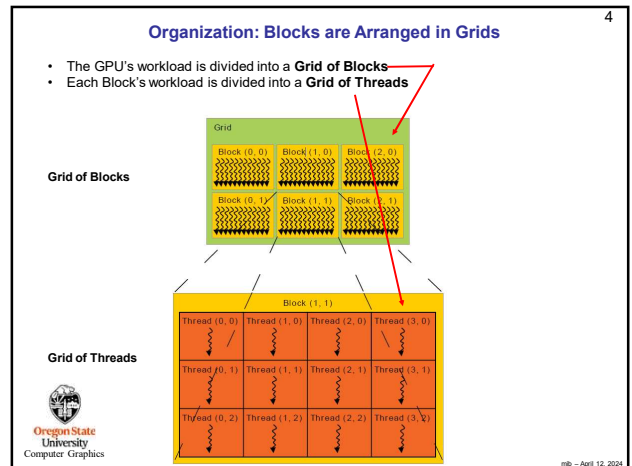 4
Organization: Blocks are Arranged in Grids
• The GPU's workload is divided into a Grid of Blocks
• Each Block's workload is divided into a Grid of Threads
Grid
Block (0, 0) Block (1, 0) Block (2, 0)
Grid of Blocks
Block (0, 1) Block (1, 1) Block (2, 1)
Block (1, 1)
Thread (0, 0) Thread (1, 0) Thread (2, 0) Thread (3, 0)
Grid of Threads
Thread (0, 1) Thread (1, 1) Thread (2, 1) Thread (3, 1)
Thread (0, 2) Thread (1, 2) Thread (2, 2) Thread (3, 2)
Oregon State
University
Computer Graphics
mjb – April 12, 2024